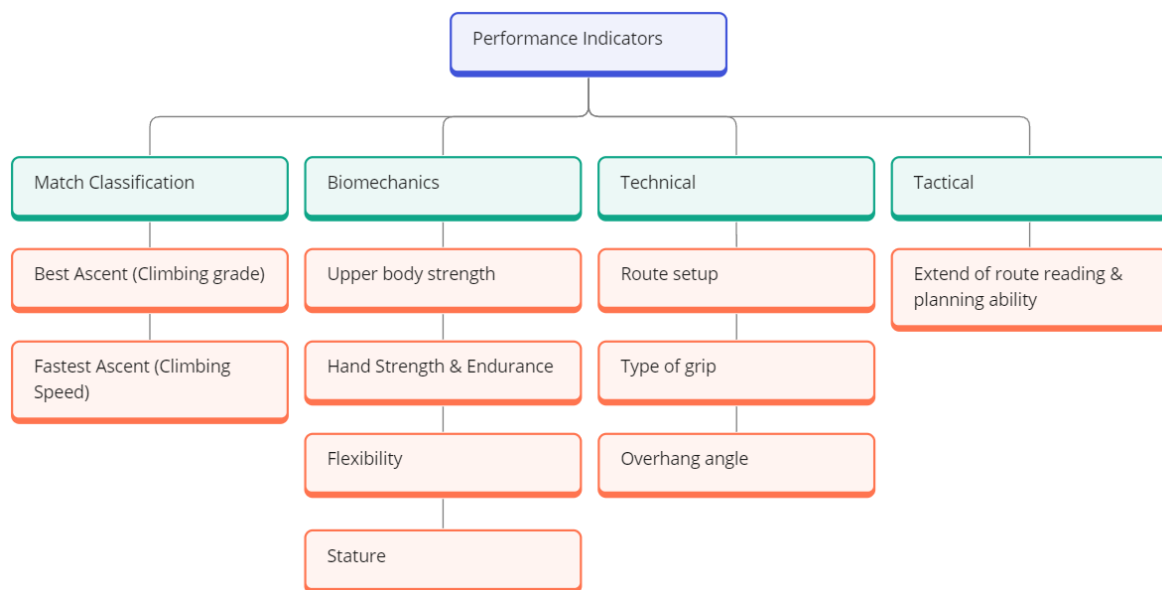 Performance Indicators
Match Classification
Biomechanics
Technical
Tactical
Best Ascent (Climbing grade)
Upper body strength
Route setup
Extend of route reading &
planning ability
Fastest Ascent (Climbing
Speed)
Hand Strength & Endurance
Type of grip
Flexibility
Overhang angle
Stature